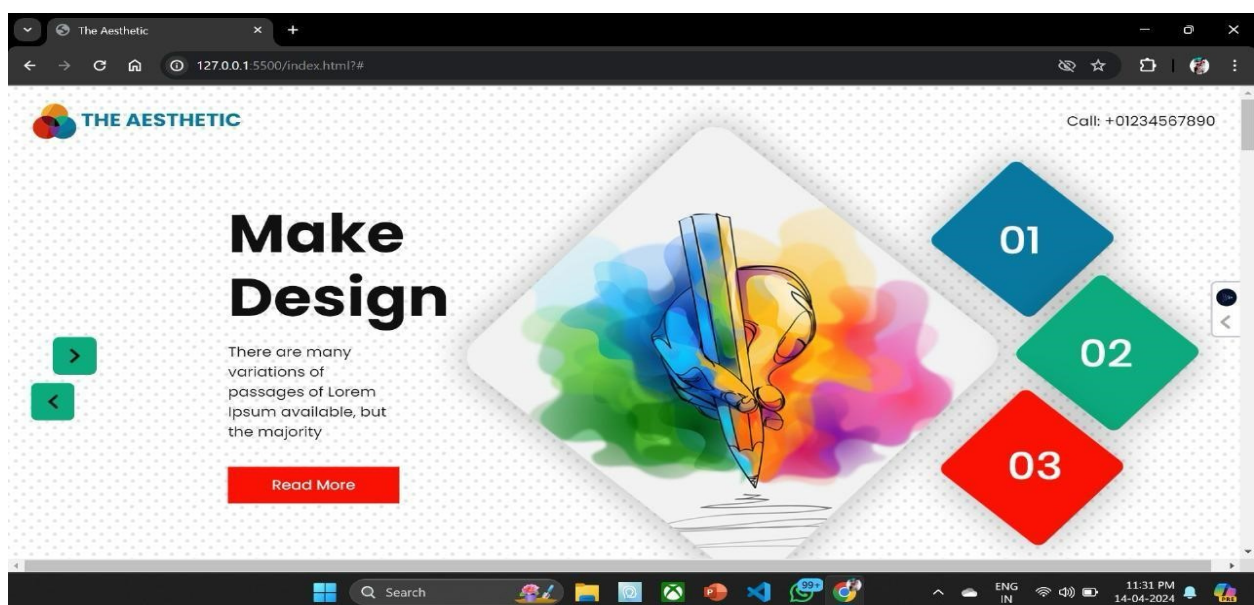 The Aesthetic
127.0.0.1:5500/index.html?#
THE AESTHETIC
Call: +01234567890
Make
Design
There are many
variations of
passages of Lorem
Ipsum available, but
the majority
Read More
01
02
03
Search
99+
ENG
IN
11:31 PM
14-04-2024
PRE